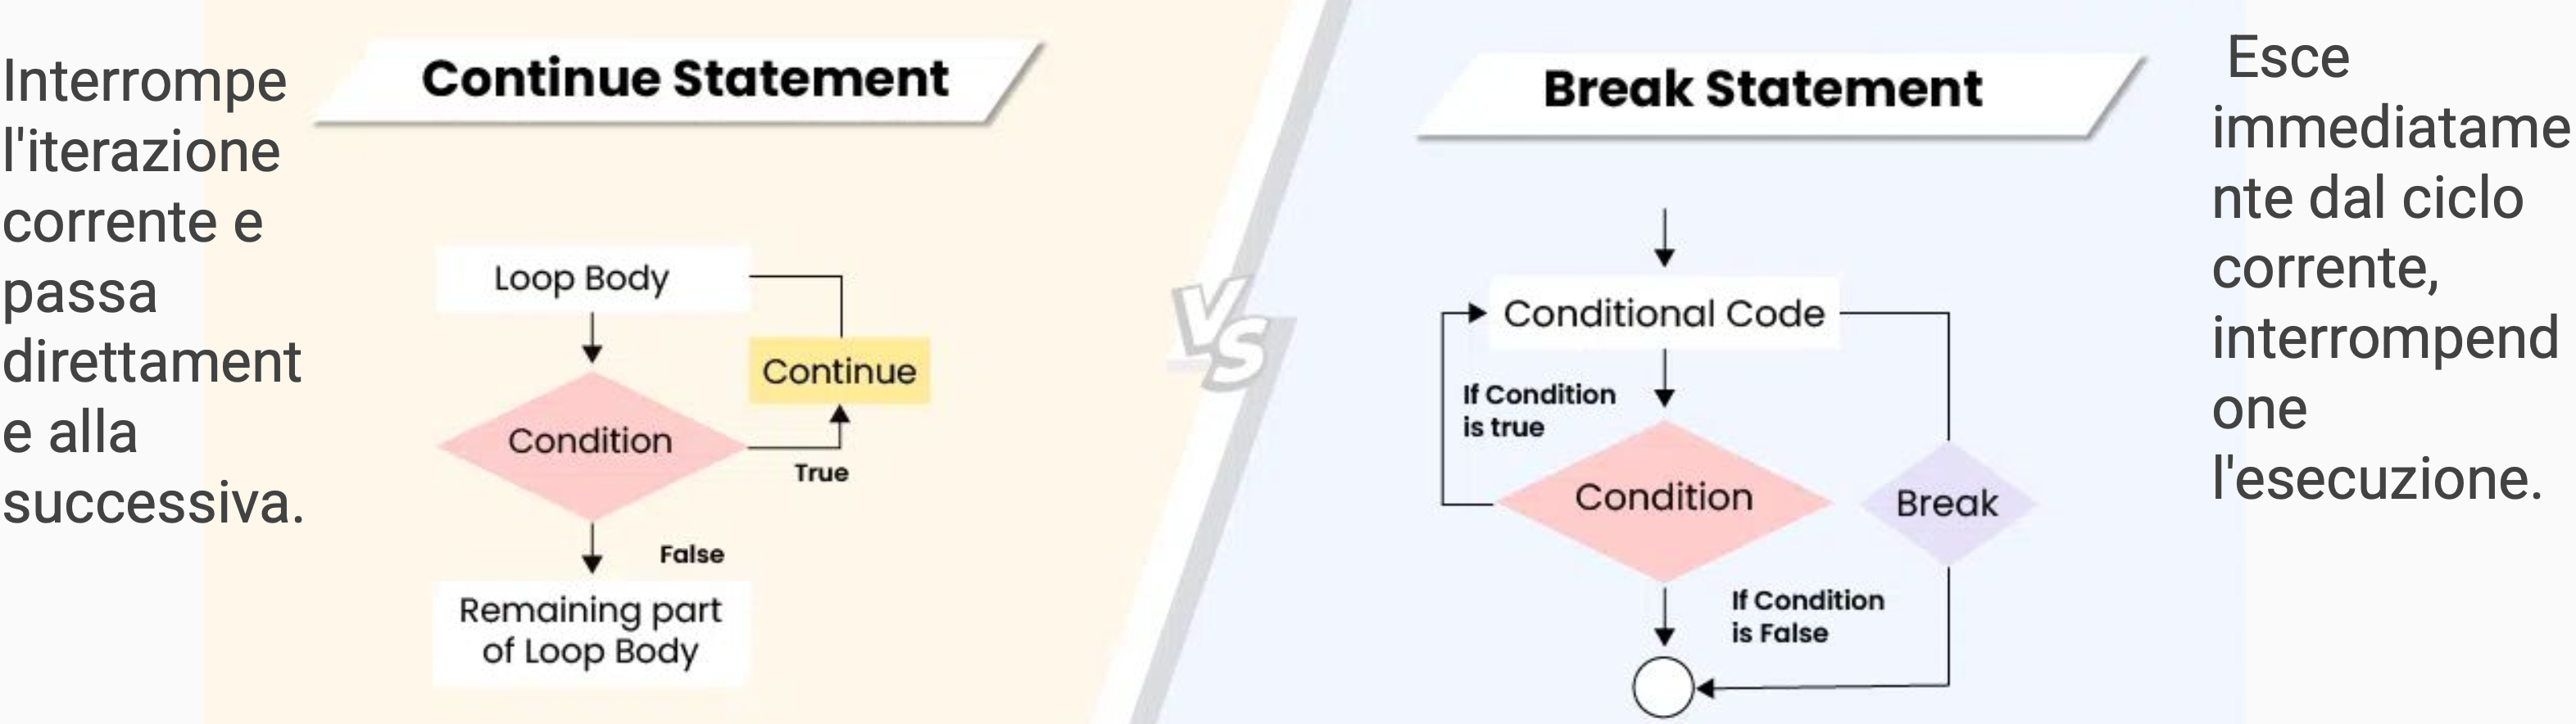 Interrompe
l'iterazione
corrente e
passa
direttament
e alla
successiva.
Continue Statement
Loop Body
Continue
Condition
True
False
Remaining part
of Loop Body
VS
Break Statement
Conditional Code
If Condition
is true
Condition
Break
If Condition
is False
Esce
immediatame
nte dal ciclo
corrente,
interrompend
one
l'esecuzione.